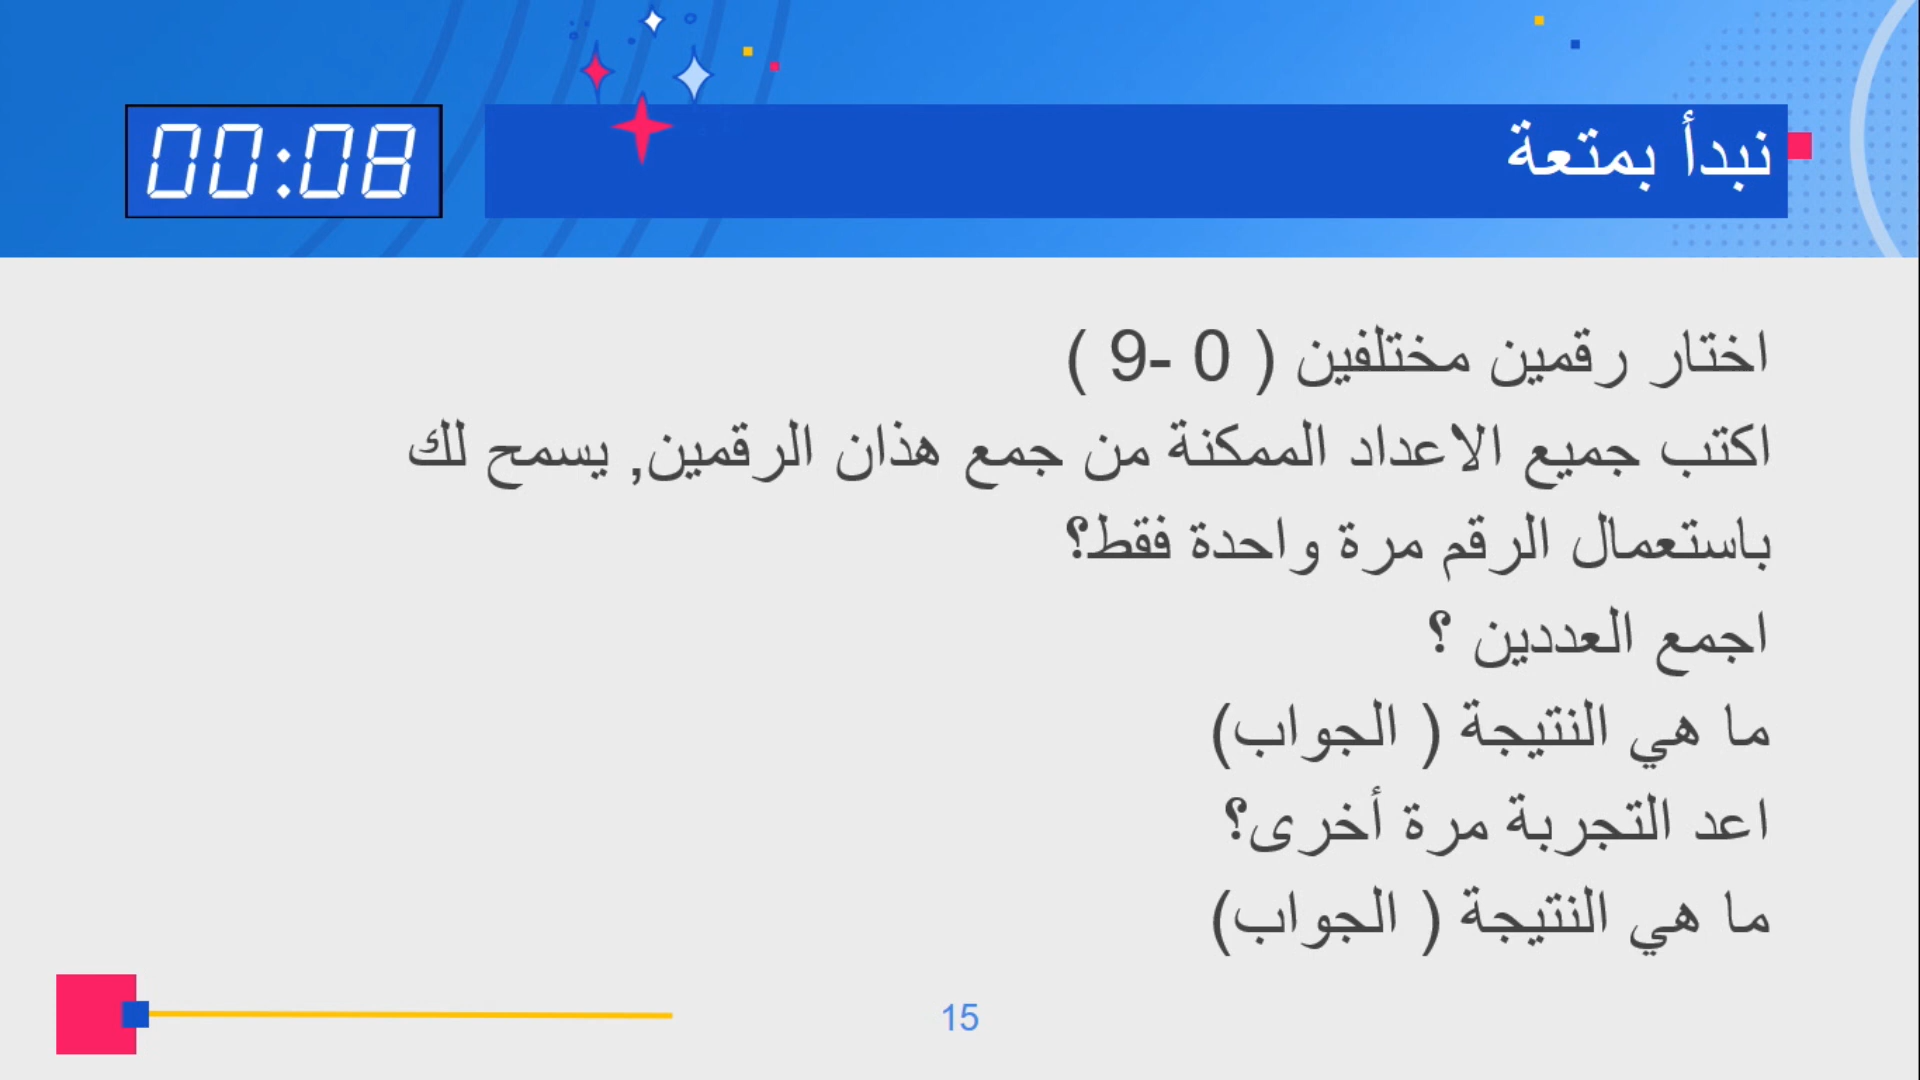 نبدأ بمتعة
00:08
اختار رقمين مختلفين ( 0 -9 )
اكتب جميع الاعداد الممكنة من جمع هذان الرقمين, يسمح لك
باستعمال الرقم مرة واحدة فقط؟
اجمع العددين ؟
ما هي النتيجة ( الجواب)
اعد التجربة مرة أخرى؟
ما هي النتيجة ( الجواب)
15